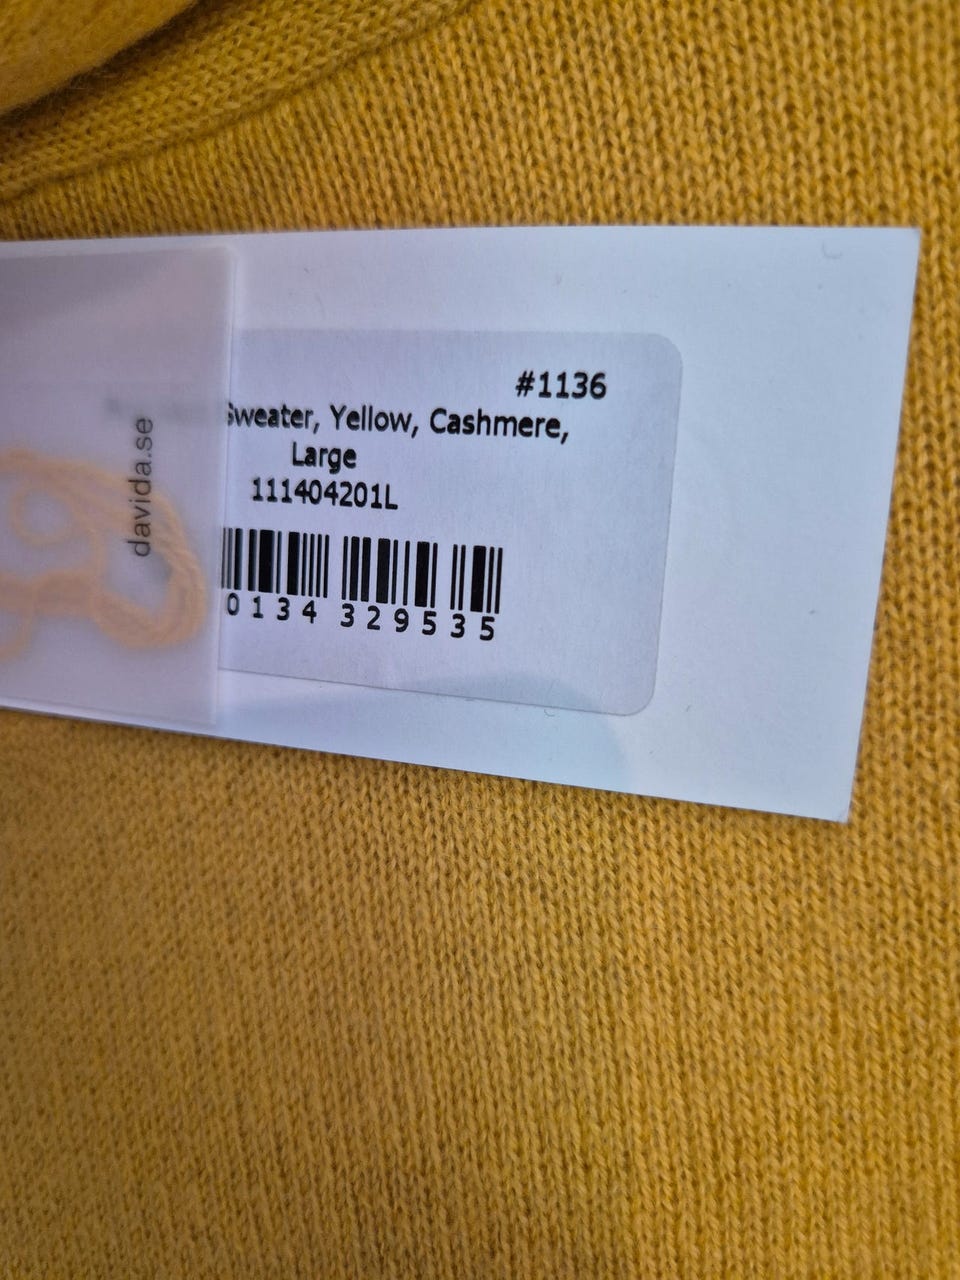 #1136
Sweater, Yellow, Cashmere,
Large
111404201L
0134 329535
davida.se